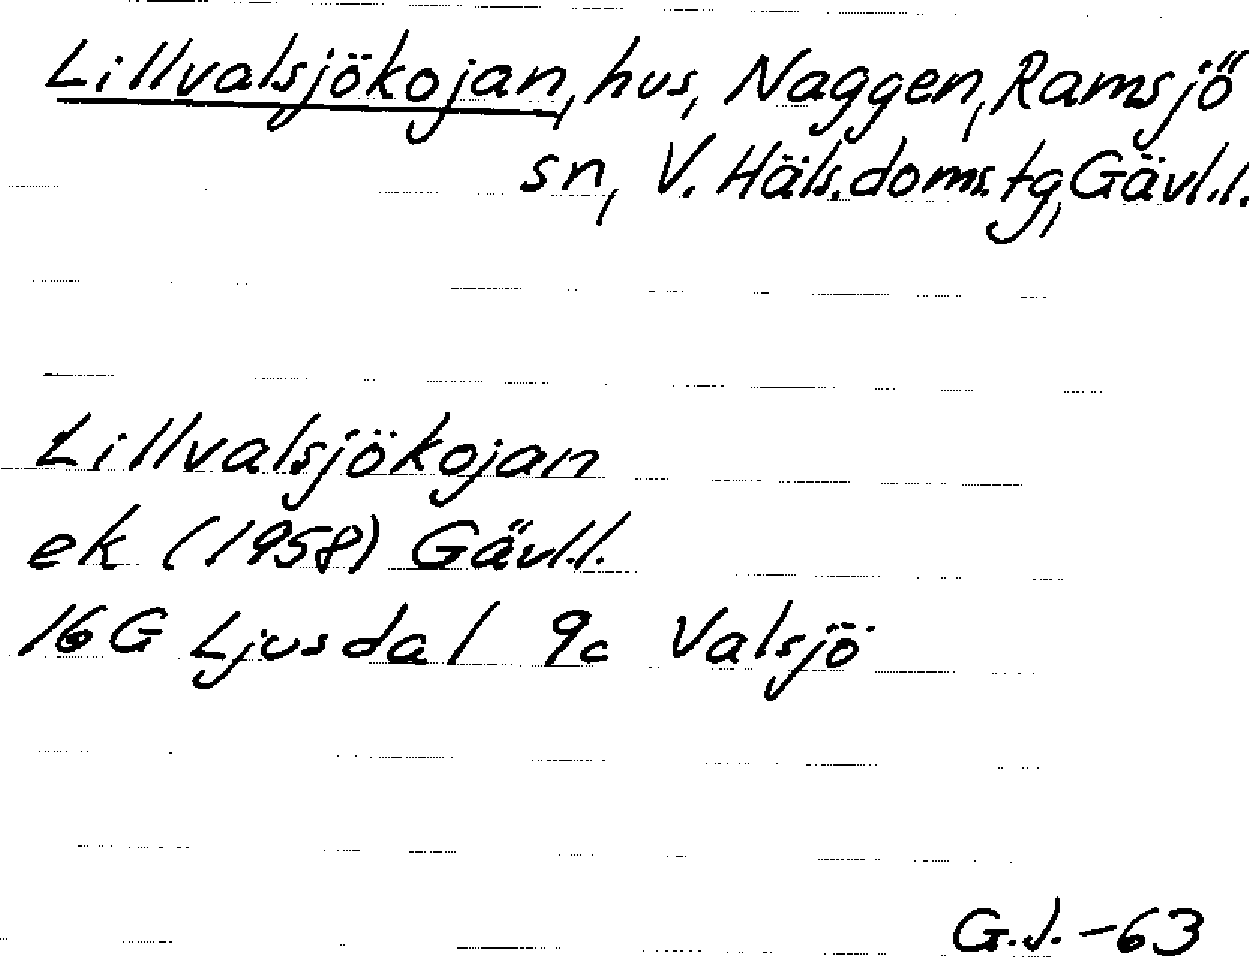 Lillvalsjökojan, hus, Naggen, Ramsjö
sn, V. Häls. doms. tg, Gävl.l.
Lillvalsjökojan
ek (1958) Gävl.l.
16G Ljusdal 9c Valsjö
G.J. -63